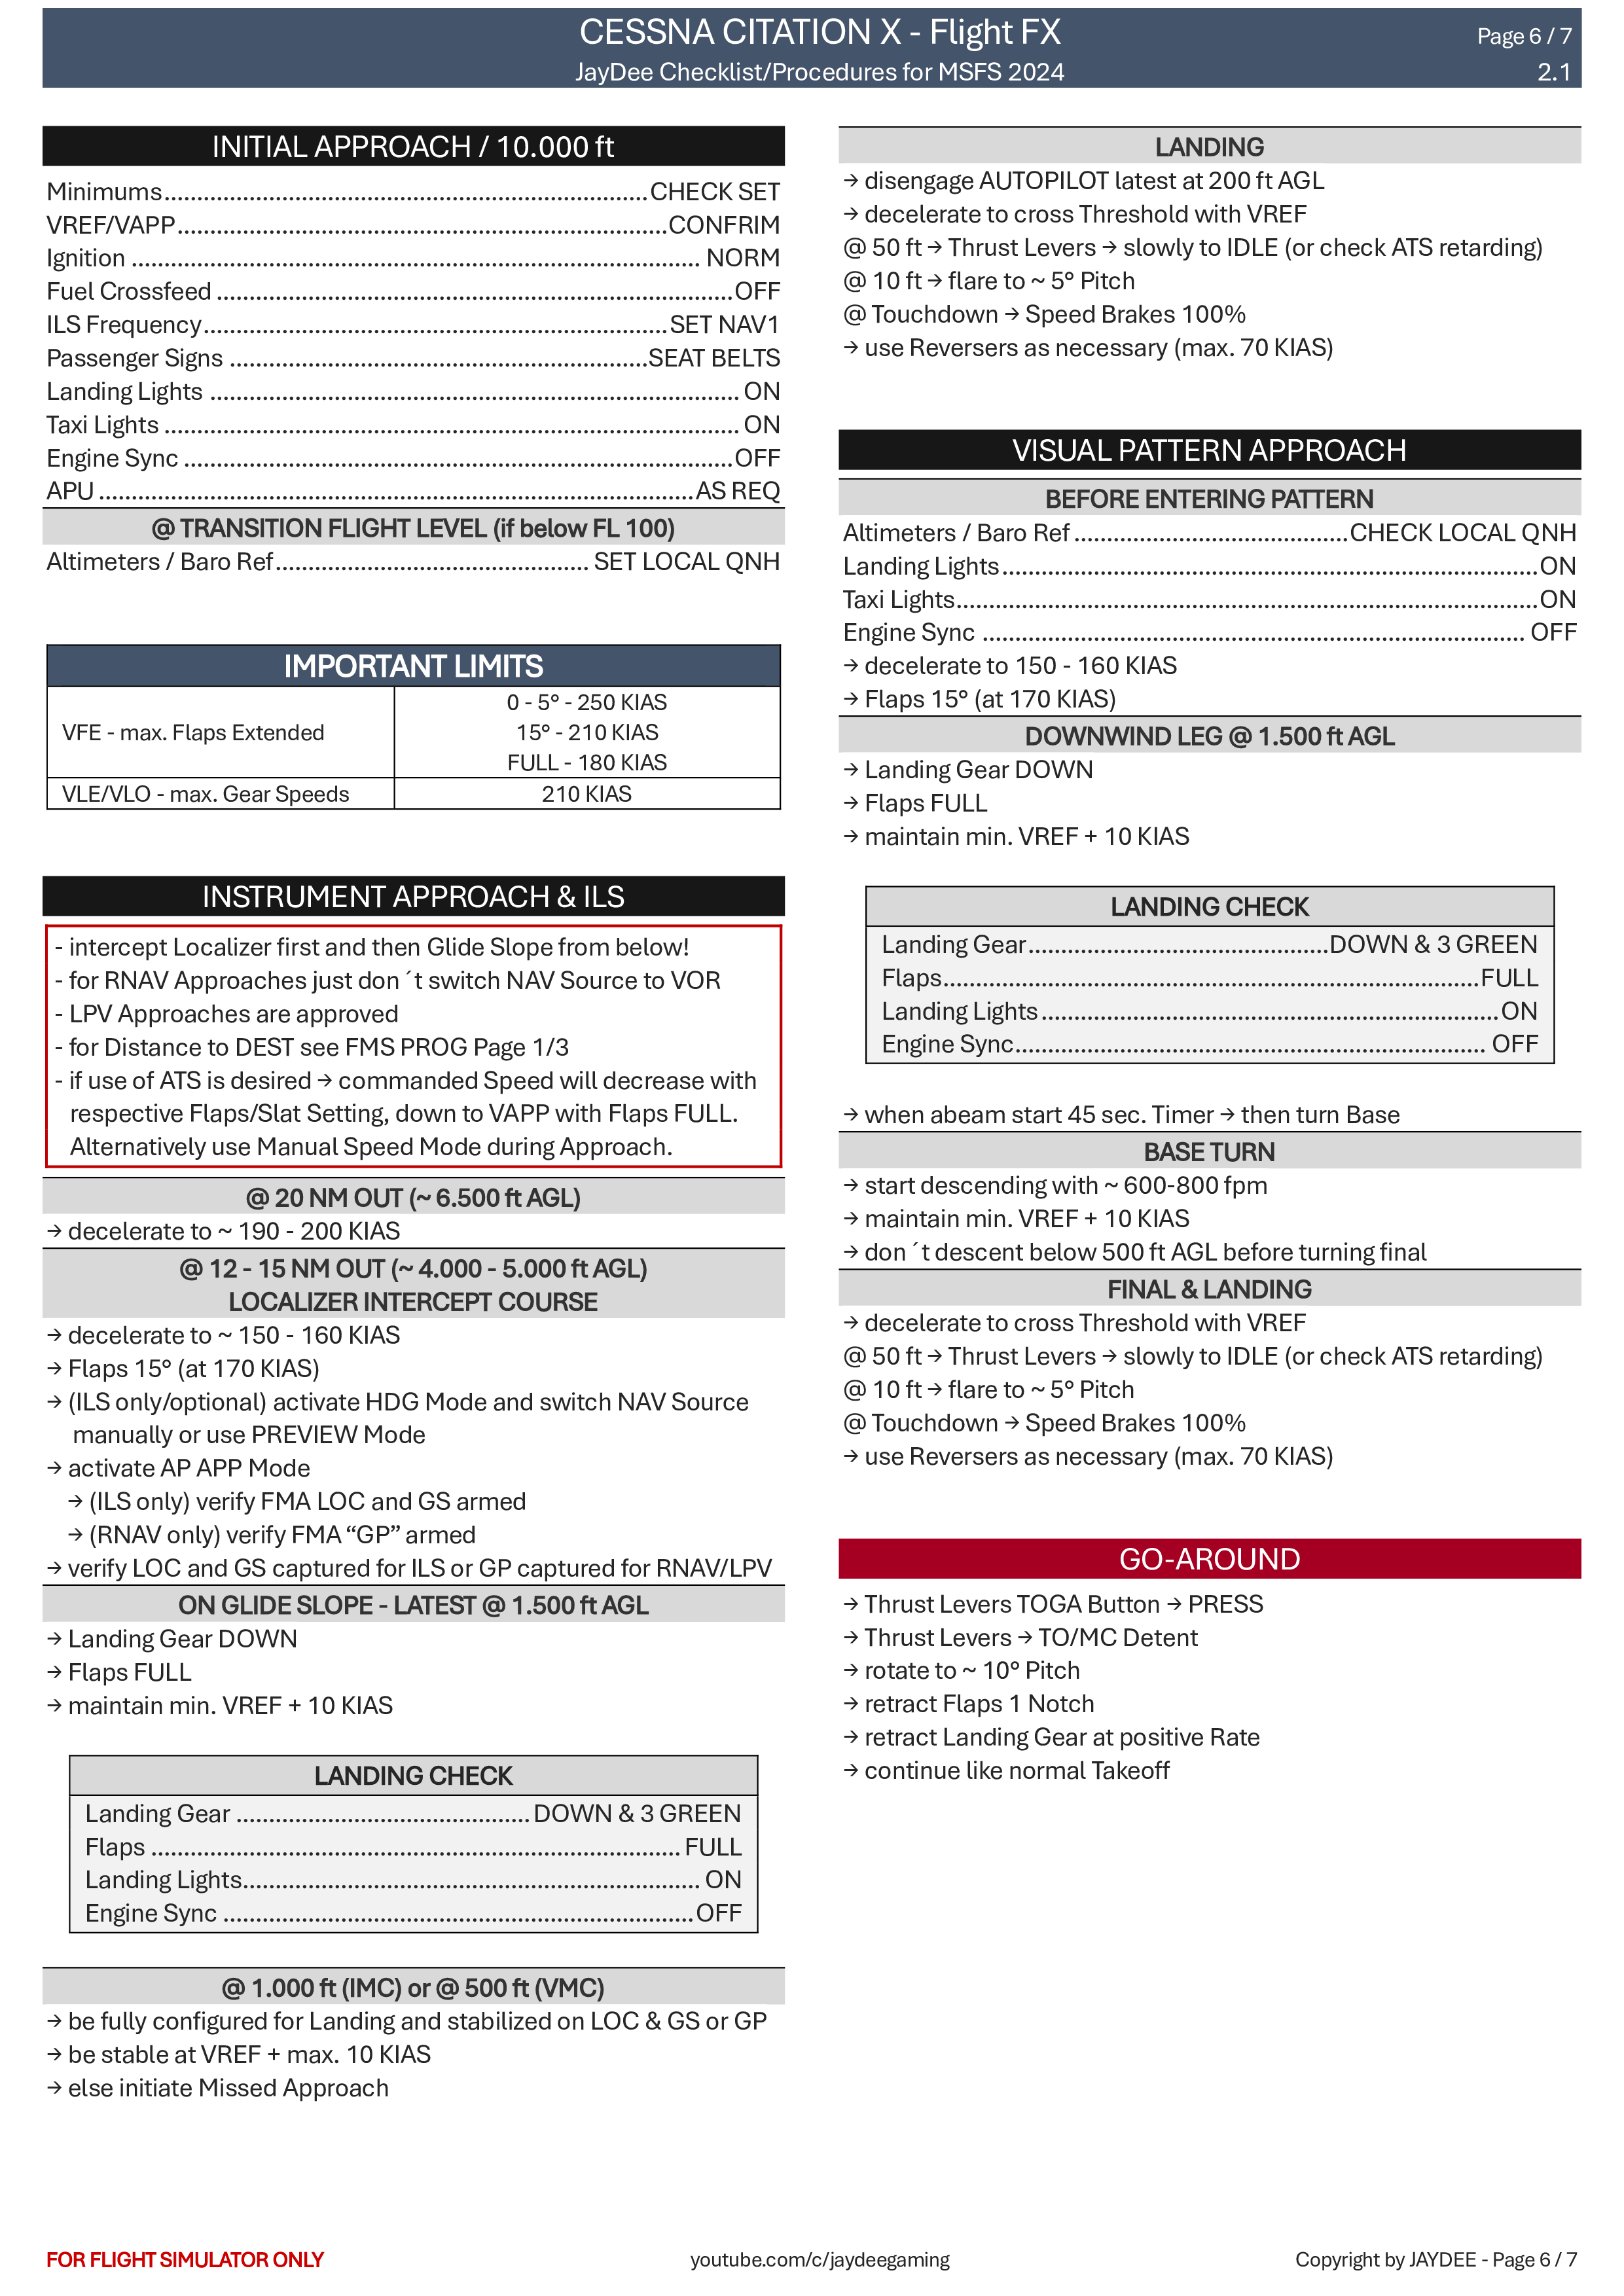 CESSNA CITATION X - Flight FX
Page 6 / 7
JayDee Checklist/Procedures for MSFS 2024
2.1
INITIAL APPROACH / 10.000 ft
Minimums........CHECK SET
VREF/VAPP........CONFRIM
Ignition ........ NORM
Fuel Crossfeed ........OFF
ILS Frequency........SET NAV1
Passenger Signs ........SEAT BELTS
Landing Lights ........ ON
Taxi Lights ........ ON
Engine Sync ........OFF
APU ........AS REQ
@ TRANSITION FLIGHT LEVEL (if below FL 100)
Altimeters / Baro Ref........ SET LOCAL QNH
IMPORTANT LIMITS
VFE - max. Flaps Extended
0 - 5° - 250 KIAS
15° - 210 KIAS
FULL - 180 KIAS
VLE/VLO - max. Gear Speeds
210 KIAS
INSTRUMENT APPROACH & ILS
- intercept Localizer first and then Glide Slope from below!
- for RNAV Approaches just don´t switch NAV Source to VOR
- LPV Approaches are approved
- for Distance to DEST see FMS PROG Page 1/3
- if use of ATS is desired → commanded Speed will decrease with
respective Flaps/Slat Setting, down to VAPP with Flaps FULL.
Alternatively use Manual Speed Mode during Approach.
@ 20 NM OUT (~ 6.500 ft AGL)
→ decelerate to ~ 190 - 200 KIAS
@ 12 - 15 NM OUT (~ 4.000 - 5.000 ft AGL)
LOCALIZER INTERCEPT COURSE
→ decelerate to ~ 150 - 160 KIAS
→ Flaps 15° (at 170 KIAS)
→ (ILS only/optional) activate HDG Mode and switch NAV Source
manually or use PREVIEW Mode
→ activate AP APP Mode
→ (ILS only) verify FMA LOC and GS armed
→ (RNAV only) verify FMA “GP” armed
→ verify LOC and GS captured for ILS or GP captured for RNAV/LPV
ON GLIDE SLOPE - LATEST @ 1.500 ft AGL
→ Landing Gear DOWN
→ Flaps FULL
→ maintain min. VREF + 10 KIAS
LANDING CHECK
Landing Gear ........ DOWN & 3 GREEN
Flaps ........ FULL
Landing Lights........ ON
Engine Sync ........OFF
@ 1.000 ft (IMC) or @ 500 ft (VMC)
→ be fully configured for Landing and stabilized on LOC & GS or GP
→ be stable at VREF + max. 10 KIAS
→ else initiate Missed Approach
LANDING
→ disengage AUTOPILOT latest at 200 ft AGL
→ decelerate to cross Threshold with VREF
@ 50 ft → Thrust Levers → slowly to IDLE (or check ATS retarding)
@ 10 ft → flare to ~ 5° Pitch
@ Touchdown → Speed Brakes 100%
→ use Reversers as necessary (max. 70 KIAS)
VISUAL PATTERN APPROACH
BEFORE ENTERING PATTERN
Altimeters / Baro Ref ........CHECK LOCAL QNH
Landing Lights........ON
Taxi Lights........ON
Engine Sync ........ OFF
→ decelerate to 150 - 160 KIAS
→ Flaps 15° (at 170 KIAS)
DOWNWIND LEG @ 1.500 ft AGL
→ Landing Gear DOWN
→ Flaps FULL
→ maintain min. VREF + 10 KIAS
LANDING CHECK
Landing Gear........DOWN & 3 GREEN
Flaps........FULL
Landing Lights ........ON
Engine Sync........ OFF
→ when abeam start 45 sec. Timer → then turn Base
BASE TURN
→ start descending with ~ 600-800 fpm
→ maintain min. VREF + 10 KIAS
→ don´t descent below 500 ft AGL before turning final
FINAL & LANDING
→ decelerate to cross Threshold with VREF
@ 50 ft → Thrust Levers → slowly to IDLE (or check ATS retarding)
@ 10 ft → flare to ~ 5° Pitch
@ Touchdown → Speed Brakes 100%
→ use Reversers as necessary (max. 70 KIAS)
GO-AROUND
→ Thrust Levers TOGA Button → PRESS
→ Thrust Levers → TO/MC Detent
→ rotate to ~ 10° Pitch
→ retract Flaps 1 Notch
→ retract Landing Gear at positive Rate
→ continue like normal Takeoff
FOR FLIGHT SIMULATOR ONLY
youtube.com/c/jaydeegaming
Copyright by JAYDEE - Page 6 / 7